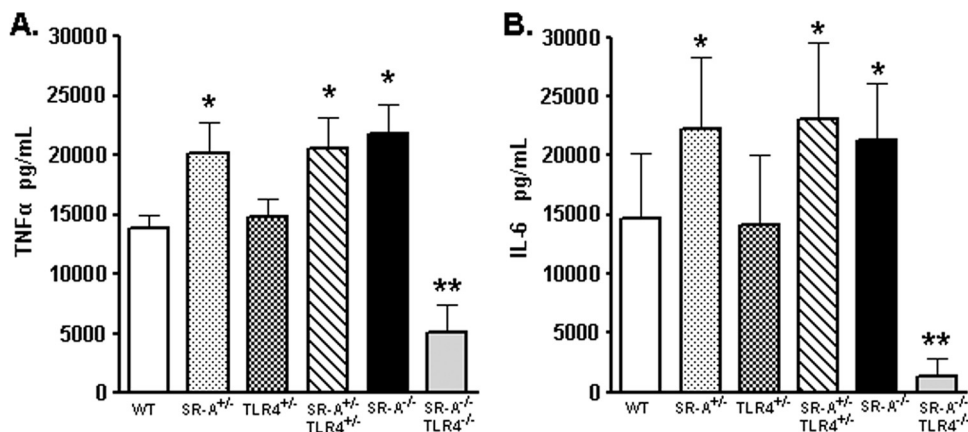 A.
TNFα pg/mL
30000
25000
20000
15000
10000
5000
0
*
*
*
**
WT
SR-A+/-
TLR4+/-
SR-A+/-
TLR4+/-
SR-A-/-
SR-A-/-
TLR4-/-
B.
IL-6 pg/mL
30000
25000
20000
15000
10000
5000
0
*
*
*
**
WT
SR-A+/-
TLR4+/-
SR-A+/-
TLR4+/-
SR-A-/-
SR-A-/-
TLR4-/-